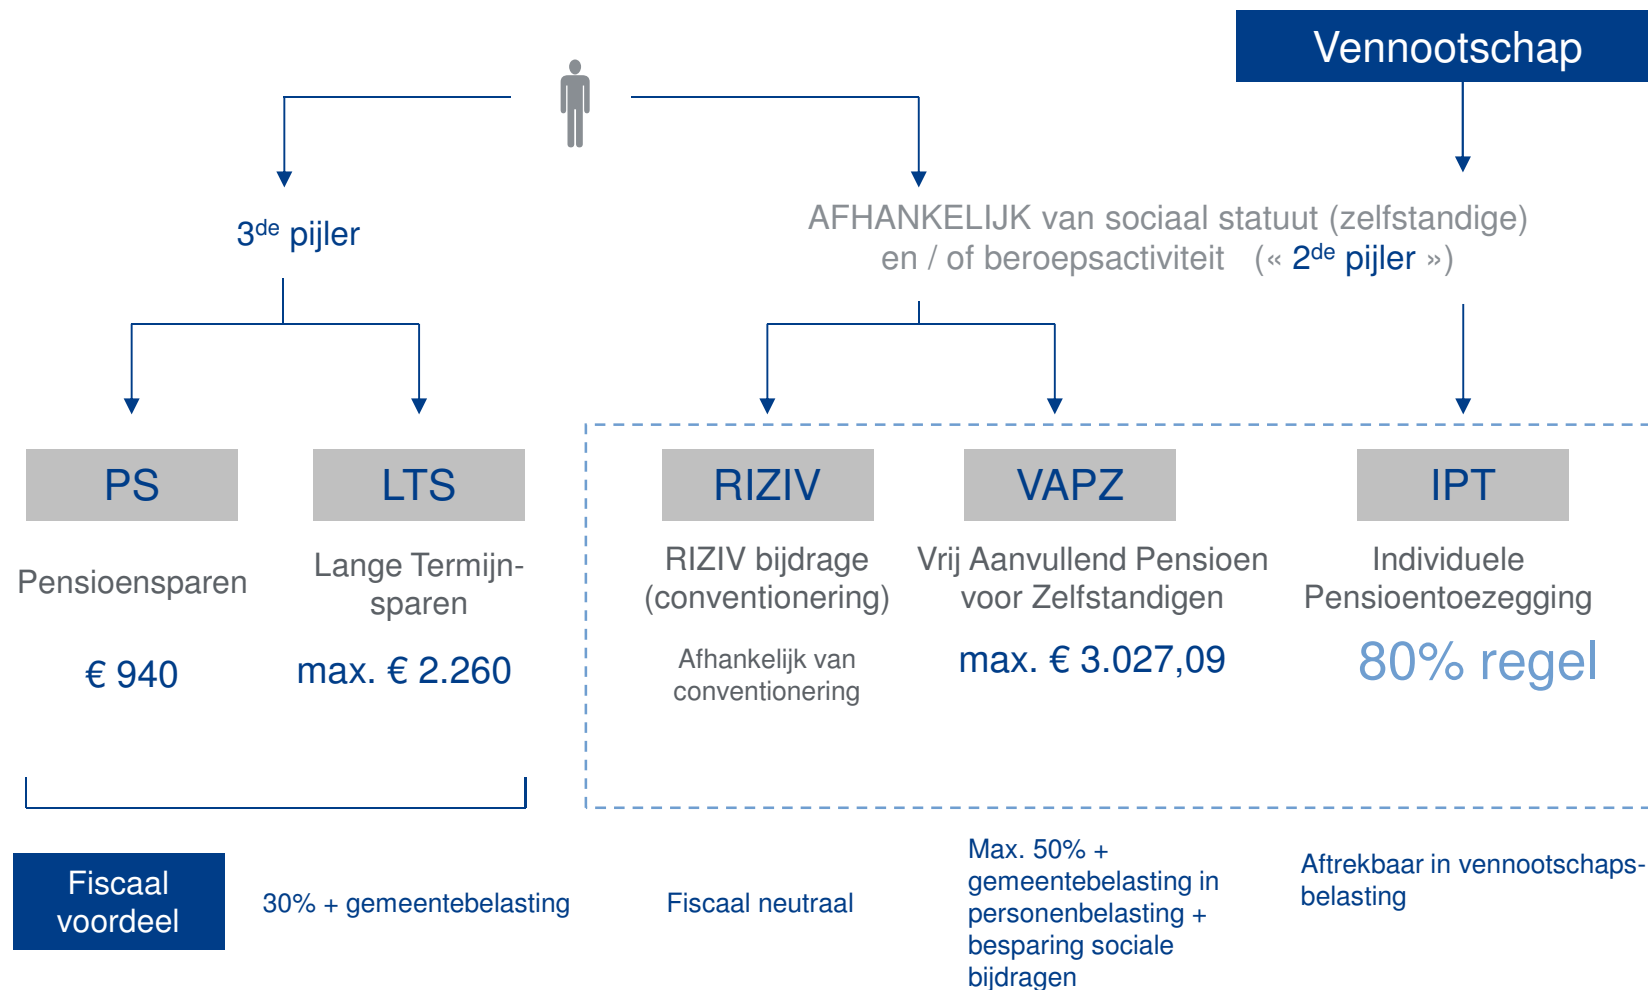 Vennootschap
3de pijler
AFHANKELIJK van sociaal statuut (zelfstandige)
en / of beroepsactiviteit (« 2de pijler »)
PS
Pensioensparen
€ 940
LTS
Lange Termijn-
sparen
max. € 2.260
RIZIV
RIZIV bijdrage
(conventionering)
Afhankelijk van
conventionering
VAPZ
Vrij Aanvullend Pensioen
voor Zelfstandigen
max. € 3.027,09
IPT
Individuele
Pensioentoezegging
80% regel
Fiscaal
voordeel
30% + gemeentebelasting
Fiscaal neutraal
Max. 50% +
gemeentebelasting in
personenbelasting +
besparing sociale
bijdragen
Aftrekbaar in vennootschaps-
belasting